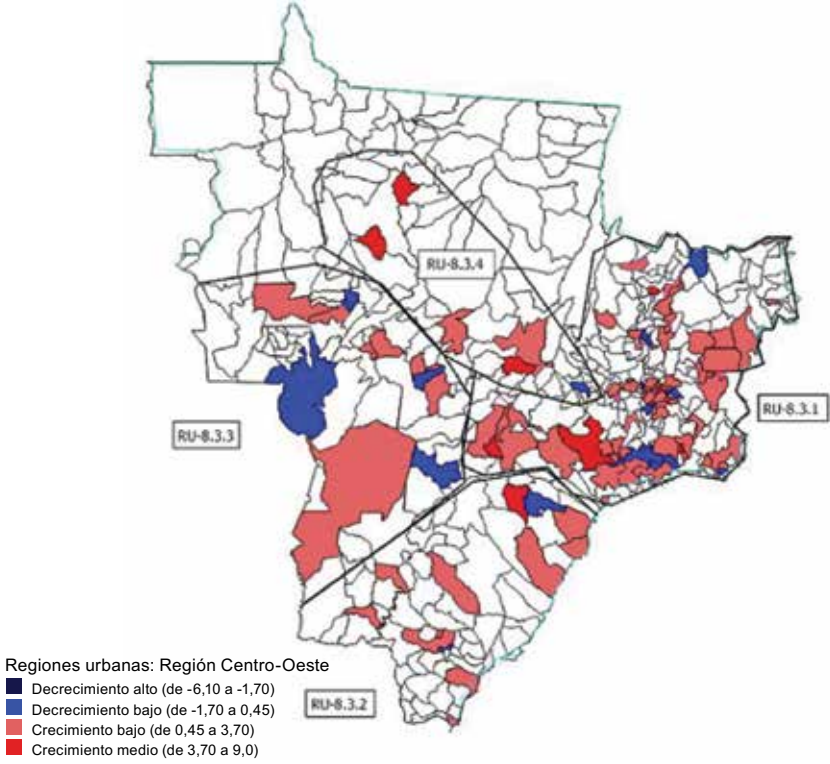 RU-8.3.4
RU-8.3.1
RU-8.3.3
RU-8.3.2
Regiones urbanas: Región Centro-Oeste
Decrecimiento alto (de -6,10 a -1,70)
Decrecimiento bajo (de -1,70 a 0,45)
Crecimiento bajo (de 0,45 a 3,70)
Crecimiento medio (de 3,70 a 9,0)